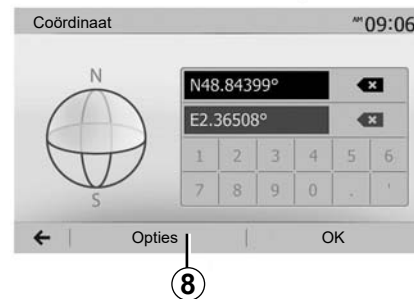 Coördinaat AM 09:06
N
S
N48.84399°
E2.36508°
1 2 3 4 5 6
7 8 9 0 . '
Opties OK
8